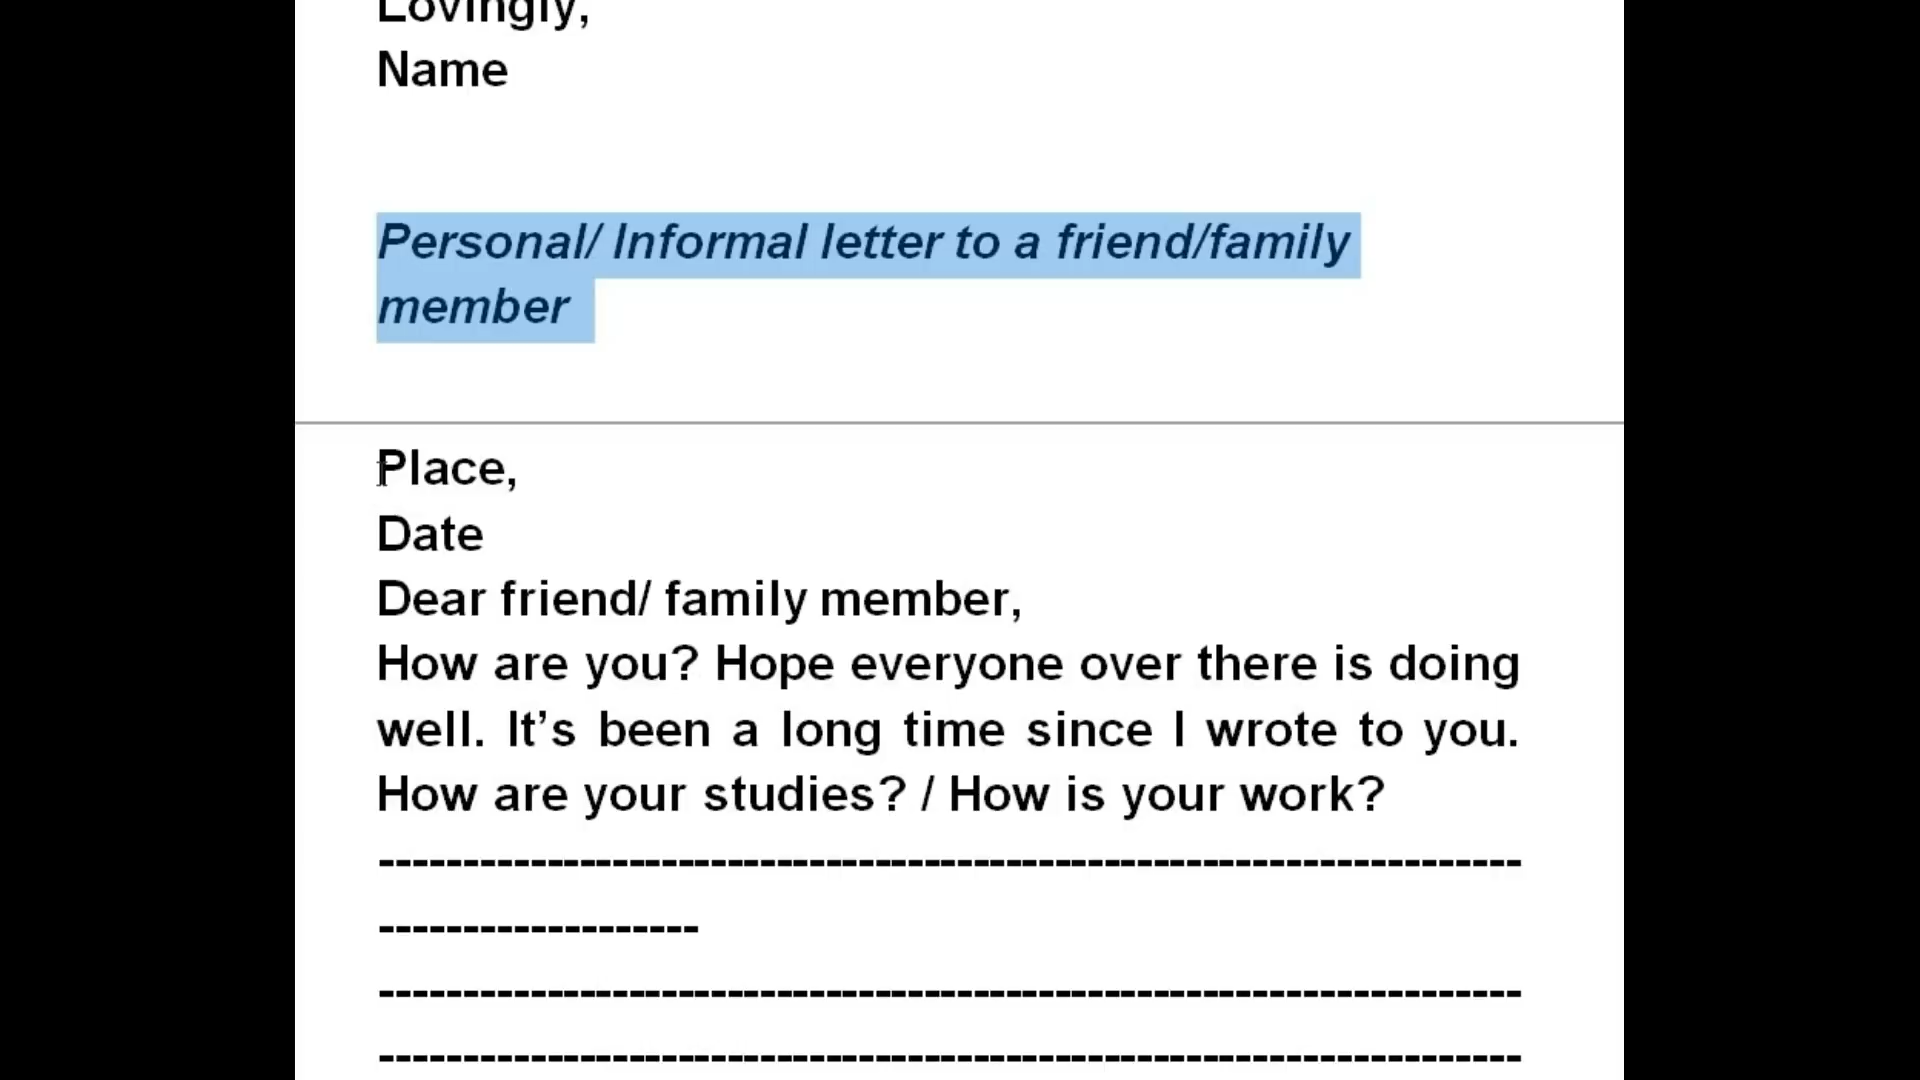 Lovingly,
Name
Personal/ Informal letter to a friend/family
member
Place,
Date
Dear friend/ family member,
How are you? Hope everyone over there is doing
well. It’s been a long time since I wrote to you.
How are your studies? / How is your work?
--------------------------------------------------------------------------------
-------------------
--------------------------------------------------------------------------------
--------------------------------------------------------------------------------